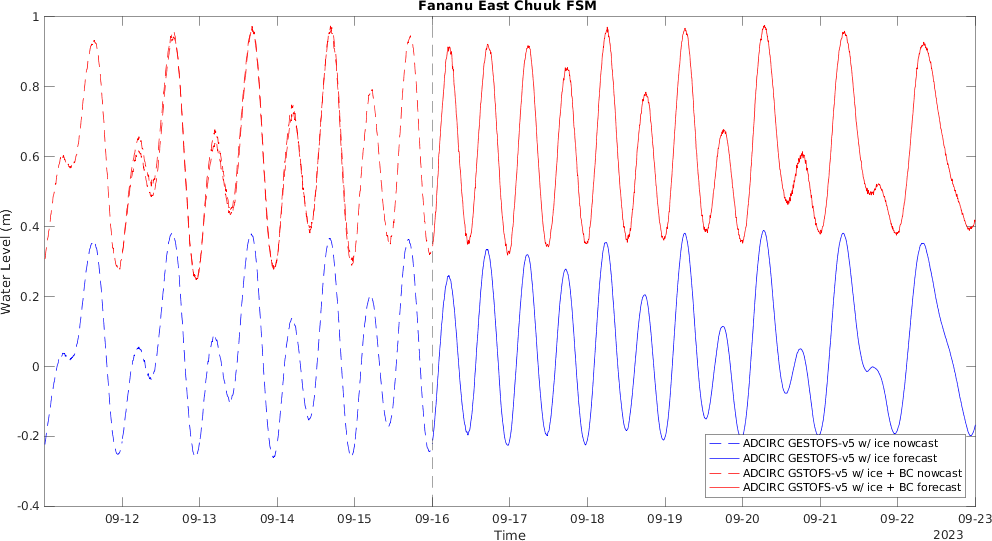 Fananu East Chuuk FSM
1
0.8
0.6
0.4
0.2
0
-0.2
-0.4
Water Level (m)
ADCIRC GESTOFS-v5 w/ ice nowcast
ADCIRC GESTOFS-v5 w/ ice forecast
ADCIRC GSTOFS-v5 w/ ice + BC nowcast
ADCIRC GSTOFS-v5 w/ ice + BC forecast
09-12 09-13 09-14 09-15 09-16 09-17 09-18 09-19 09-20 09-21 09-22 09-23
Time
2023